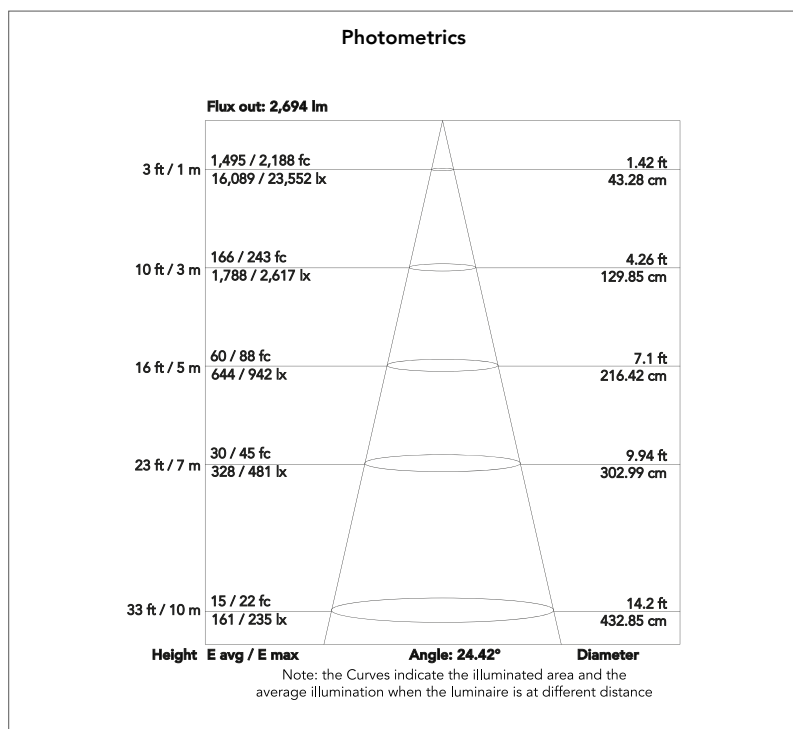 Photometrics
Flux out: 2,694 lm
3 ft / 1 m
1,495 / 2,188 fc
16,089 / 23,552 lx
1.42 ft
43.28 cm
10 ft / 3 m
166 / 243 fc
1,788 / 2,617 lx
4.26 ft
129.85 cm
16 ft / 5 m
60 / 88 fc
644 / 942 lx
7.1 ft
216.42 cm
23 ft / 7 m
30 / 45 fc
328 / 481 lx
9.94 ft
302.99 cm
33 ft / 10 m
15 / 22 fc
161 / 235 lx
14.2 ft
432.85 cm
Height E avg / E max Angle: 24.42° Diameter
Note: the Curves indicate the illuminated area and the
average illumination when the luminaire is at different distance